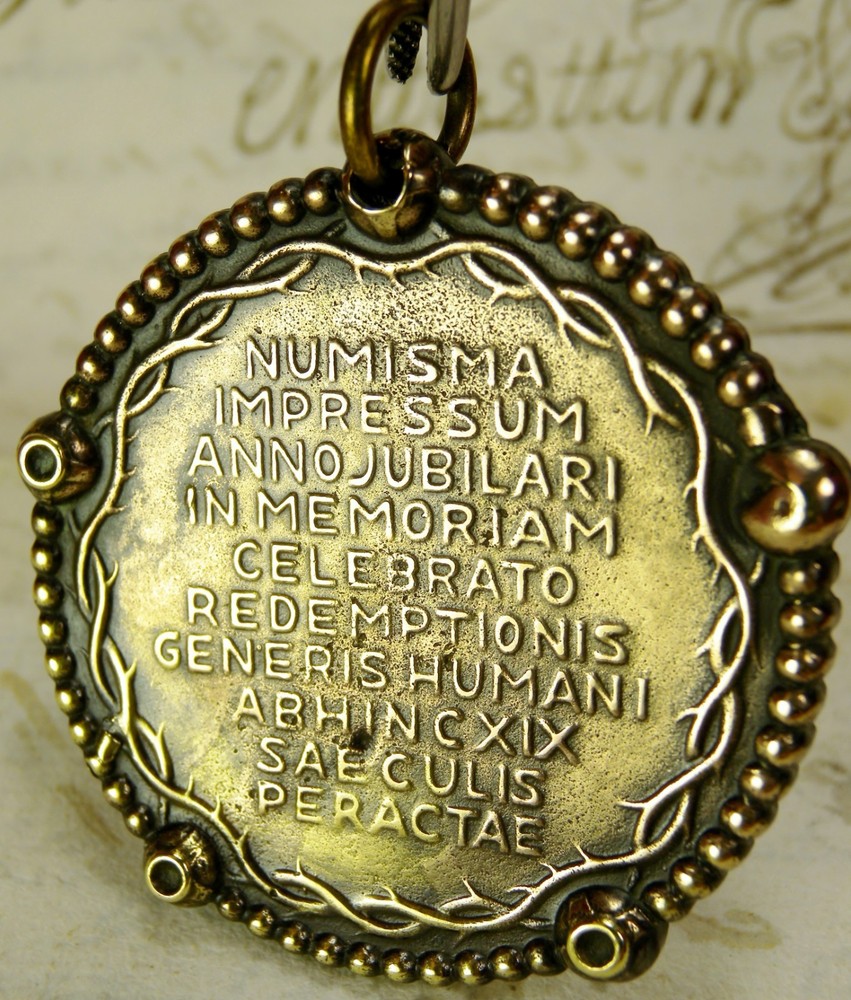 NUMISMA
IMPRESSUM
ANNO JUBILARI
IN MEMORIAM
CELEBRATO
REDEMPTIONIS
GENERIS HUMANI
ABHINC XIX
SAECULIS
PERACTAE